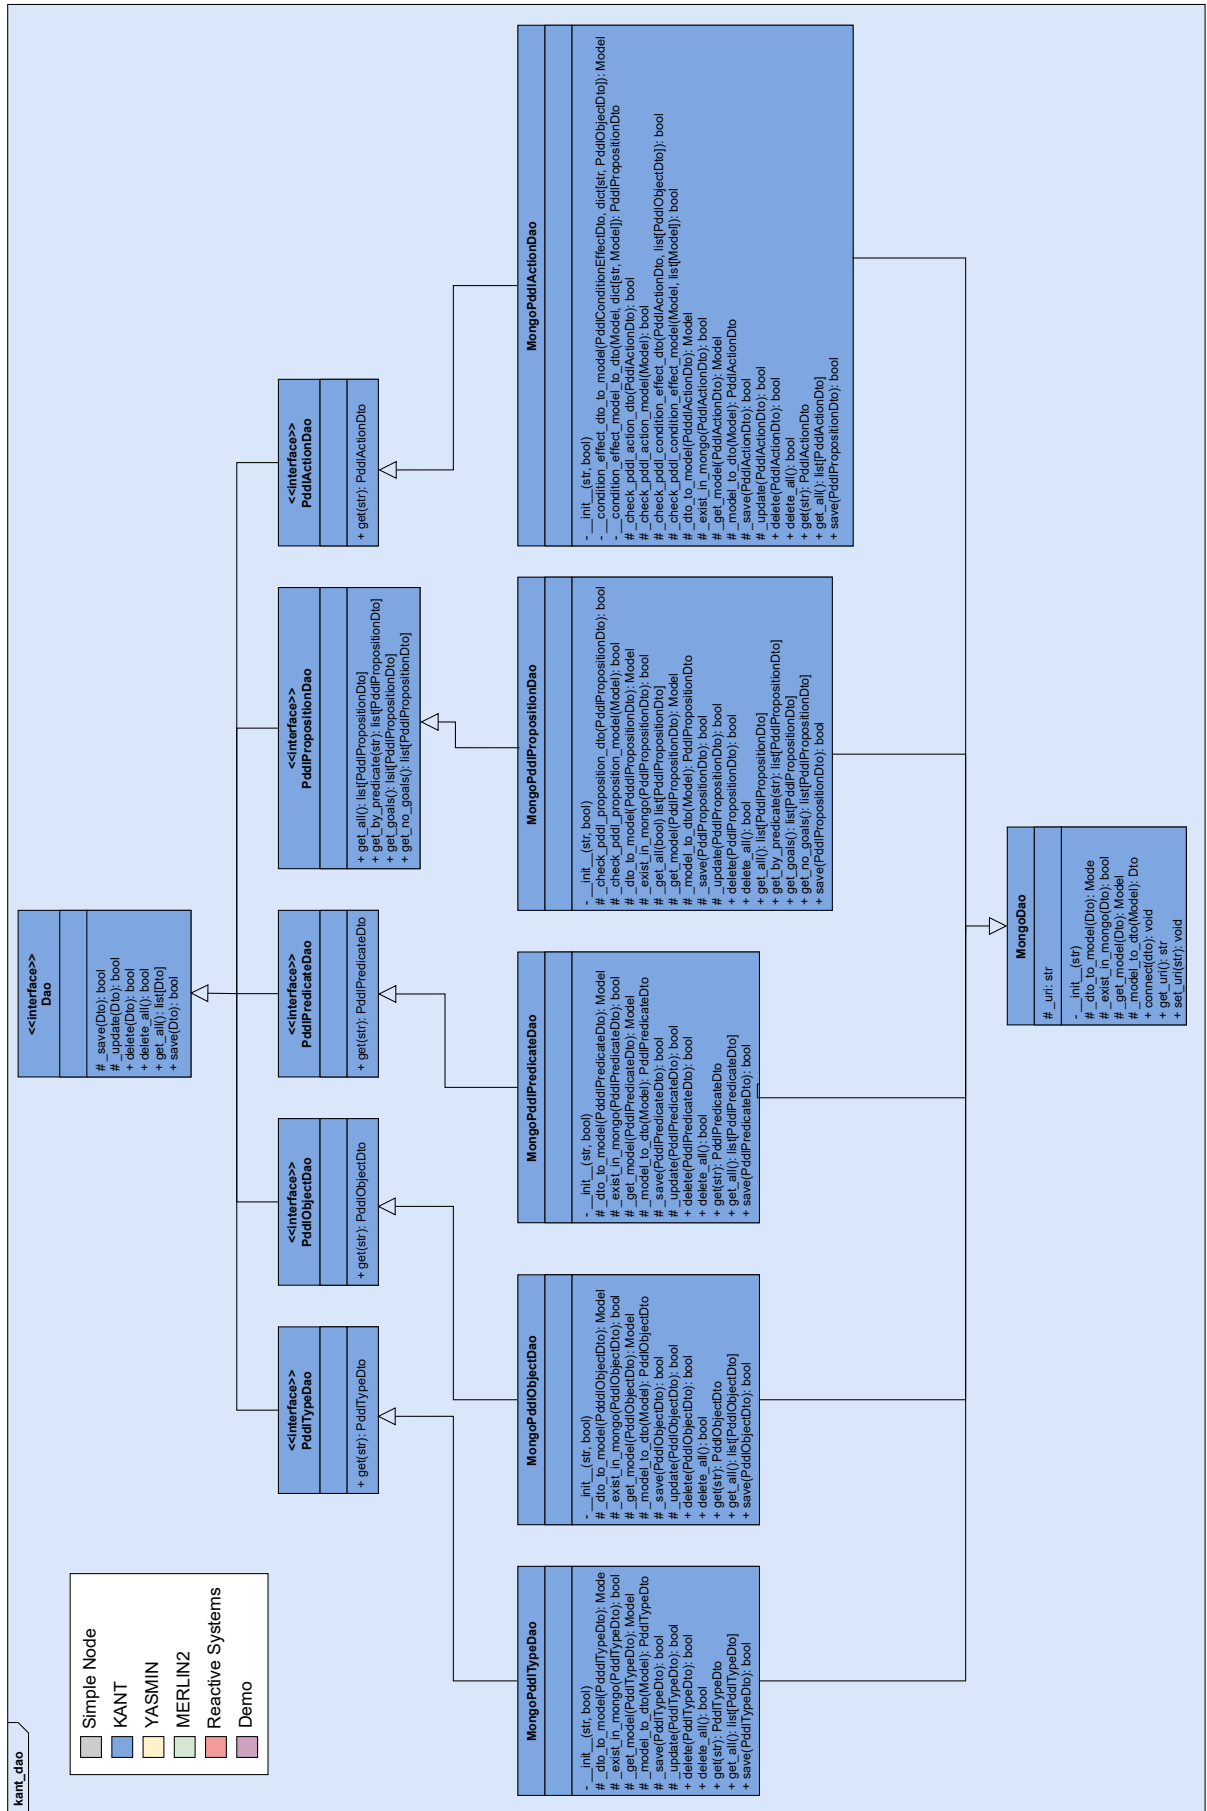 kant_dao
Simple Node
KANT
YASMIN
MERLIN2
Reactive Systems
Demo
<<interface>>
Dao
# _save(Dto): bool
# _update(Dto): bool
+ delete(Dto): bool
+ delete_all(): bool
+ get_all(): list[Dto]
+ save(Dto): bool
<<interface>>
PddlTypeDao
+ get(str): PddlTypeDto
<<interface>>
PddlObjectDao
+ get(str): PddlObjectDto
<<interface>>
PddlPredicateDao
+ get(str): PddlPredicateDto
<<interface>>
PddlPropositionDao
+ get_all(): list[PddlPropositionDto]
+ get_by_predicate(str): list[PddlPropositionDto]
+ get_goals(): lst[PddlPropositionDto]
+ get_no_goals(): list[PddlPropositionDto]
<<interface>>
PddlActionDao
+ get(str): PddlActionDto
MongoPddlTypeDao
- __init__(str, bool)
# _dto_to_model(PdddlTypeDto): Mode
# _exist_in_mongo(PddlTypeDto): bool
# _get_model(PddlTypeDto): Model
# _model_to_dto(Model): PddlTypeDto
# _save(PddlTypeDto): bool
# _update(PddlTypeDto): bool
+ delete(PddlTypeDto): bool
+ delete_all(): bool
+ get(str): PddlTypeDto
+ get_all(): list[PddlTypeDto]
+ save(PddlTypeDto): bool
MongoPddlObjectDao
- __init__(str, bool)
# _dto_to_model(PdddlObjectDto): Model
# _exist_in_mongo(PddlObjectDto): bool
# _get_model(PddlObjectDto): Model
# _model_to_dto(Model): PddlObjectDto
# _save(PddlObjectDto): bool
# _update(PddlObjectDto): bool
+ delete(PddlObjectDto): bool
+ delete_all(): bool
+ get(str): PddlObjectDto
+ get_all(): list[PddlObjectDto]
+ save(PddlObjectDto): bool
MongoPddlPredicateDao
- __init__(str, bool)
# _dto_to_model(PdddlPredicateDto): Model
# _exist_in_mongo(PddlPredicateDto): bool
# _get_model(PddlPredicateDto): Model
# _model_to_dto(Model): PddlPredicateDto
# _save(PddlPredicateDto): bool
# _update(PddlPredicateDto): bool
+ delete(PddlPredicateDto): bool
+ delete_all(): bool
+ get(str): PddlPredicateDto
+ get_all(): list[PddlPredicateDto]
+ save(PddlPredicateDto): bool
MongoPddlPropositionDao
- __init__(str, bool)
# _check_pddl_proposition_dto(PddlPropositionDto): bool
# _check_pddl_proposition_model(Model): bool
# _dto_to_model(PdddlPropositionDto): Model
# _exist_in_mongo(PddlPropositionDto): bool
# _get_all(bool) list[PddlPropositionDto]
# _get_model(PddlPropositionDto): Model
# _model_to_dto(Model): PddlPropositionDto
# _save(PddlPropositionDto): bool
# _update(PddlPropositionDto): bool
+ delete(PddlPropositionDto): bool
+ delete_all(): bool
+ get_all(): list[PddlPropositionDto]
+ get_by_predicate(str): list[PddlPropositionDto]
+ get_goals(): list[PddlPropositionDto]
+ get_no_goals(): list[PddlPropositionDto]
+ save(PddlPropositionDto): bool
MongoPddlActionDao
- __init__(str, bool)
- __condition_effect_dto_to_model(PddlConditionEffectDto, dict[str, PddlObjectDto]): Model
- __condition_effect_model_to_dto(Model, dict[str, Model]): PddlPropositionDto
# _check_pddl_action_dto(PddlActionDto): bool
# _check_pddl_action_model(Model): bool
# _check_pddl_condition_effect_dto(PddlActionDto, list[PddlObjectDto]): bool
# _check_pddl_condition_effect_model(Model, list[Model]): bool
# _dto_to_model(PdddlActionDto): Model
# _exist_in_mongo(PddlActionDto): bool
# _get_model(PddlActionDto): Model
# _model_to_dto(Model): PddlActionDto
# _save(PddlActionDto): bool
# _update(PddlActionDto): bool
+ delete(PddlActionDto): bool
+ delete_all(): bool
+ get(str): PddlActionDto
+ get_all(): list[PddlActionDto]
+ save(PddlPropositionDto): bool
MongoDao
# _uri: str
- __init__(str)
# _dto_to_model(Dto): Mode
# _exist_in_mongo(Dto): bool
# _get_model(Dto): Model
# _model_to_dto(Model): Dto
+ connect(dto): void
+ get_uri(): str
+ set_uri(str): void